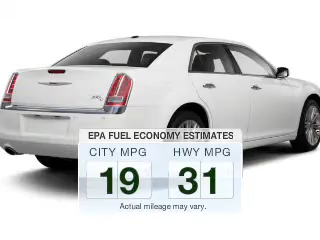 EPA FUEL ECONOMY ESTIMATES
CITY MPG HWY MPG
19 31
Actual mileage may vary.